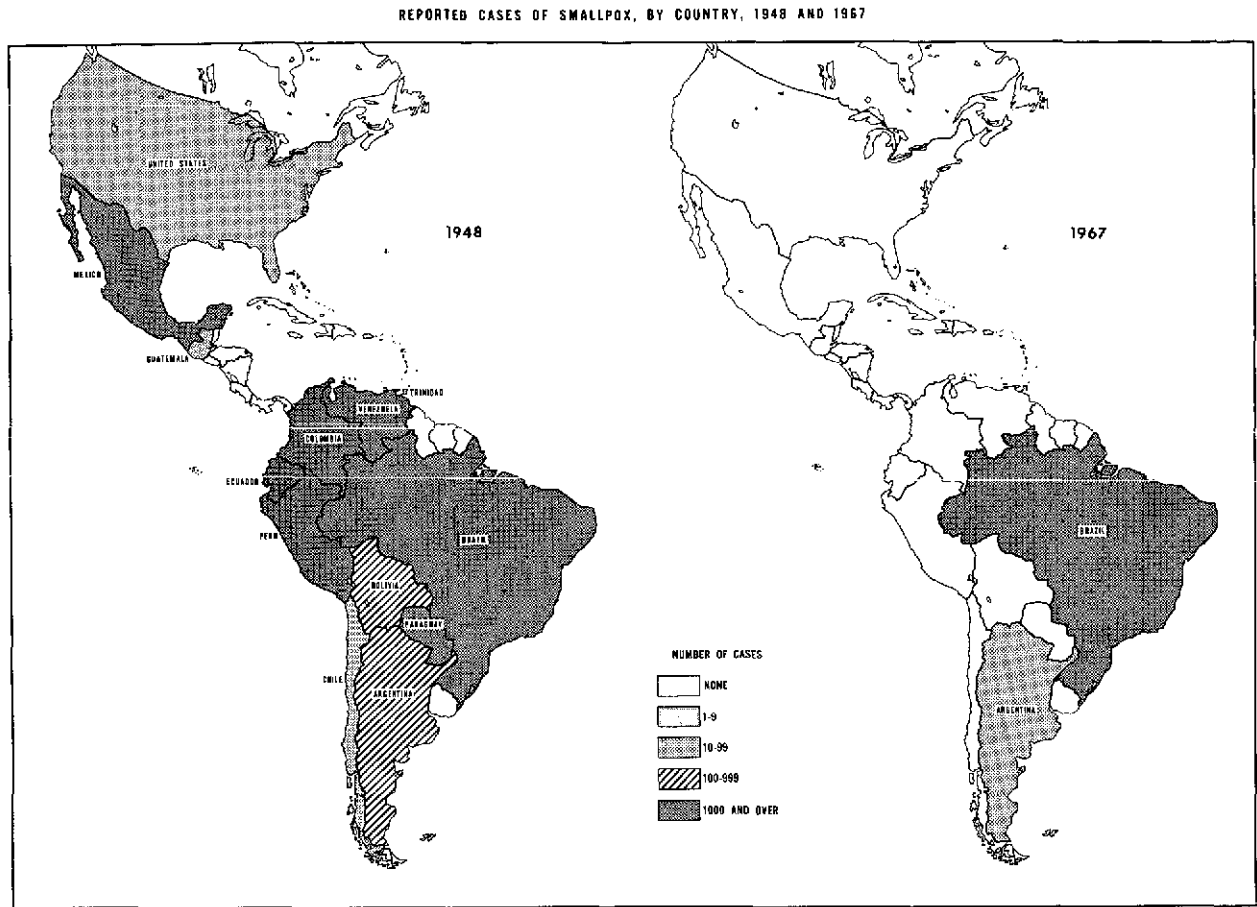 REPORTED CASES OF SMALLPOX, BY COUNTRY, 1948 AND 1967
UNITED STATES
1948
MEXICO
GUATEMALA
TRINIDAD
VENEZUELA
COLOMBIA
ECUADOR
PERU
BRAZIL
BOLIVIA
PARAGUAY
CHILE
ARGENTINA
1967
BRAZIL
ARGENTINA
NUMBER OF CASES
NONE
1-9
10-99
100-999
1000 AND OVER